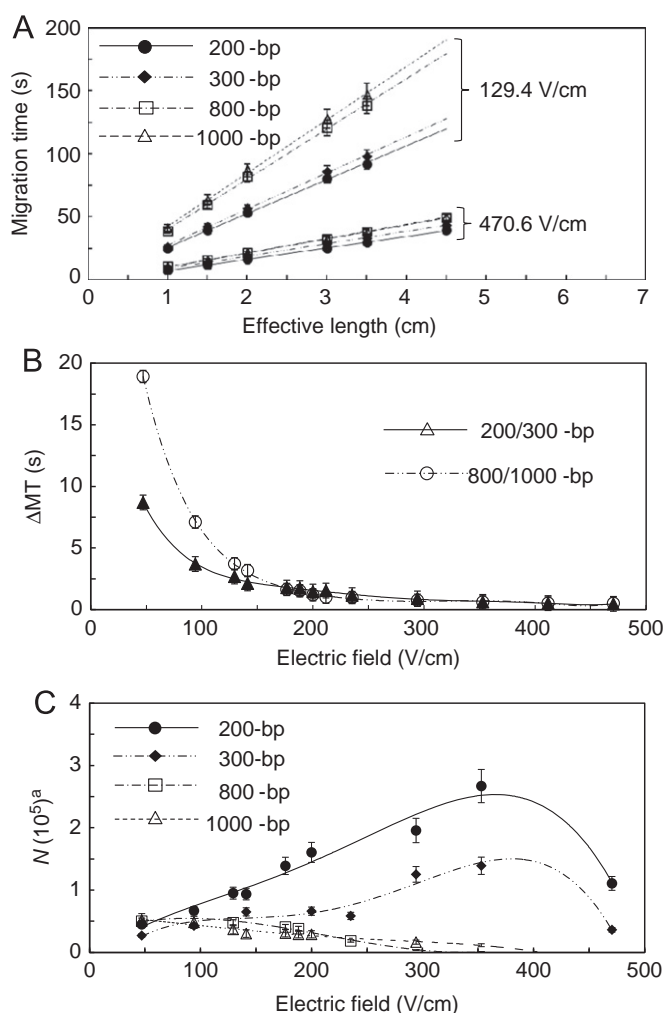 A
Migration time (s)
200
150
100
50
0
200 -bp
300 -bp
800 -bp
1000 -bp
129.4 V/cm
470.6 V/cm
0 1 2 3 4 5 6 7
Effective length (cm)
B
ΔMT (s)
20
15
10
5
0
200/300 -bp
800/1000 -bp
0 100 200 300 400 500
Electric field (V/cm)
C
N (10⁵)ᵃ
4
3
2
1
0
200-bp
300-bp
800 -bp
1000 -bp
0 100 200 300 400 500
Electric field (V/cm)